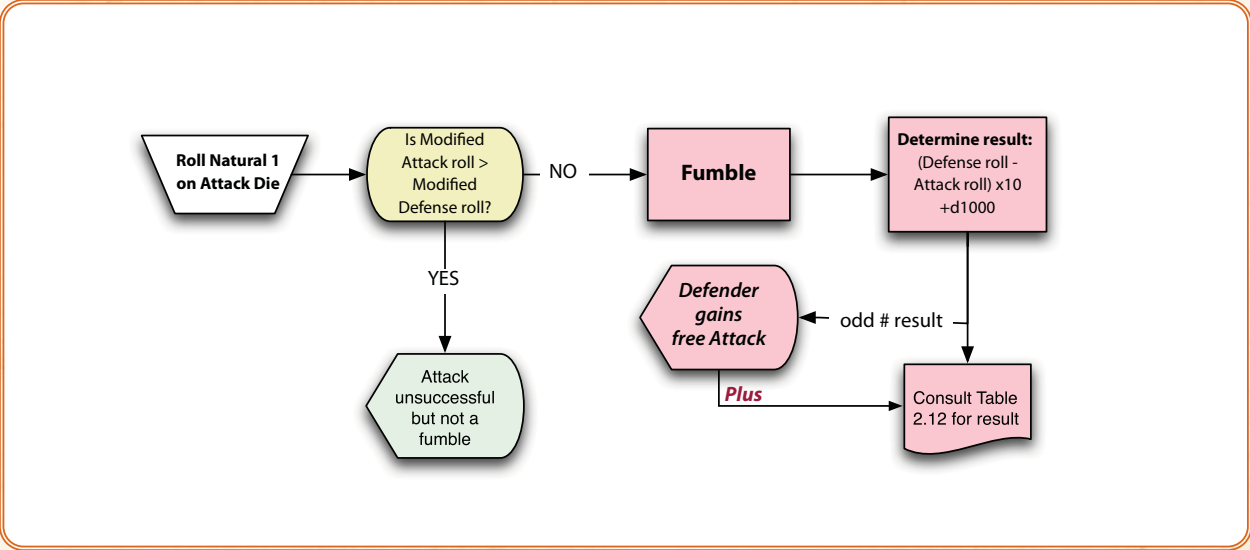 Roll Natural 1
on Attack Die
Is Modified
Attack roll >
Modified
Defense roll?
NO
Fumble
Determine result:
(Defense roll -
Attack roll) x10
+d1000
YES
Defender
gains
free Attack
odd # result
Plus
Consult Table
2.12 for result
Attack
unsuccessful
but not a
fumble